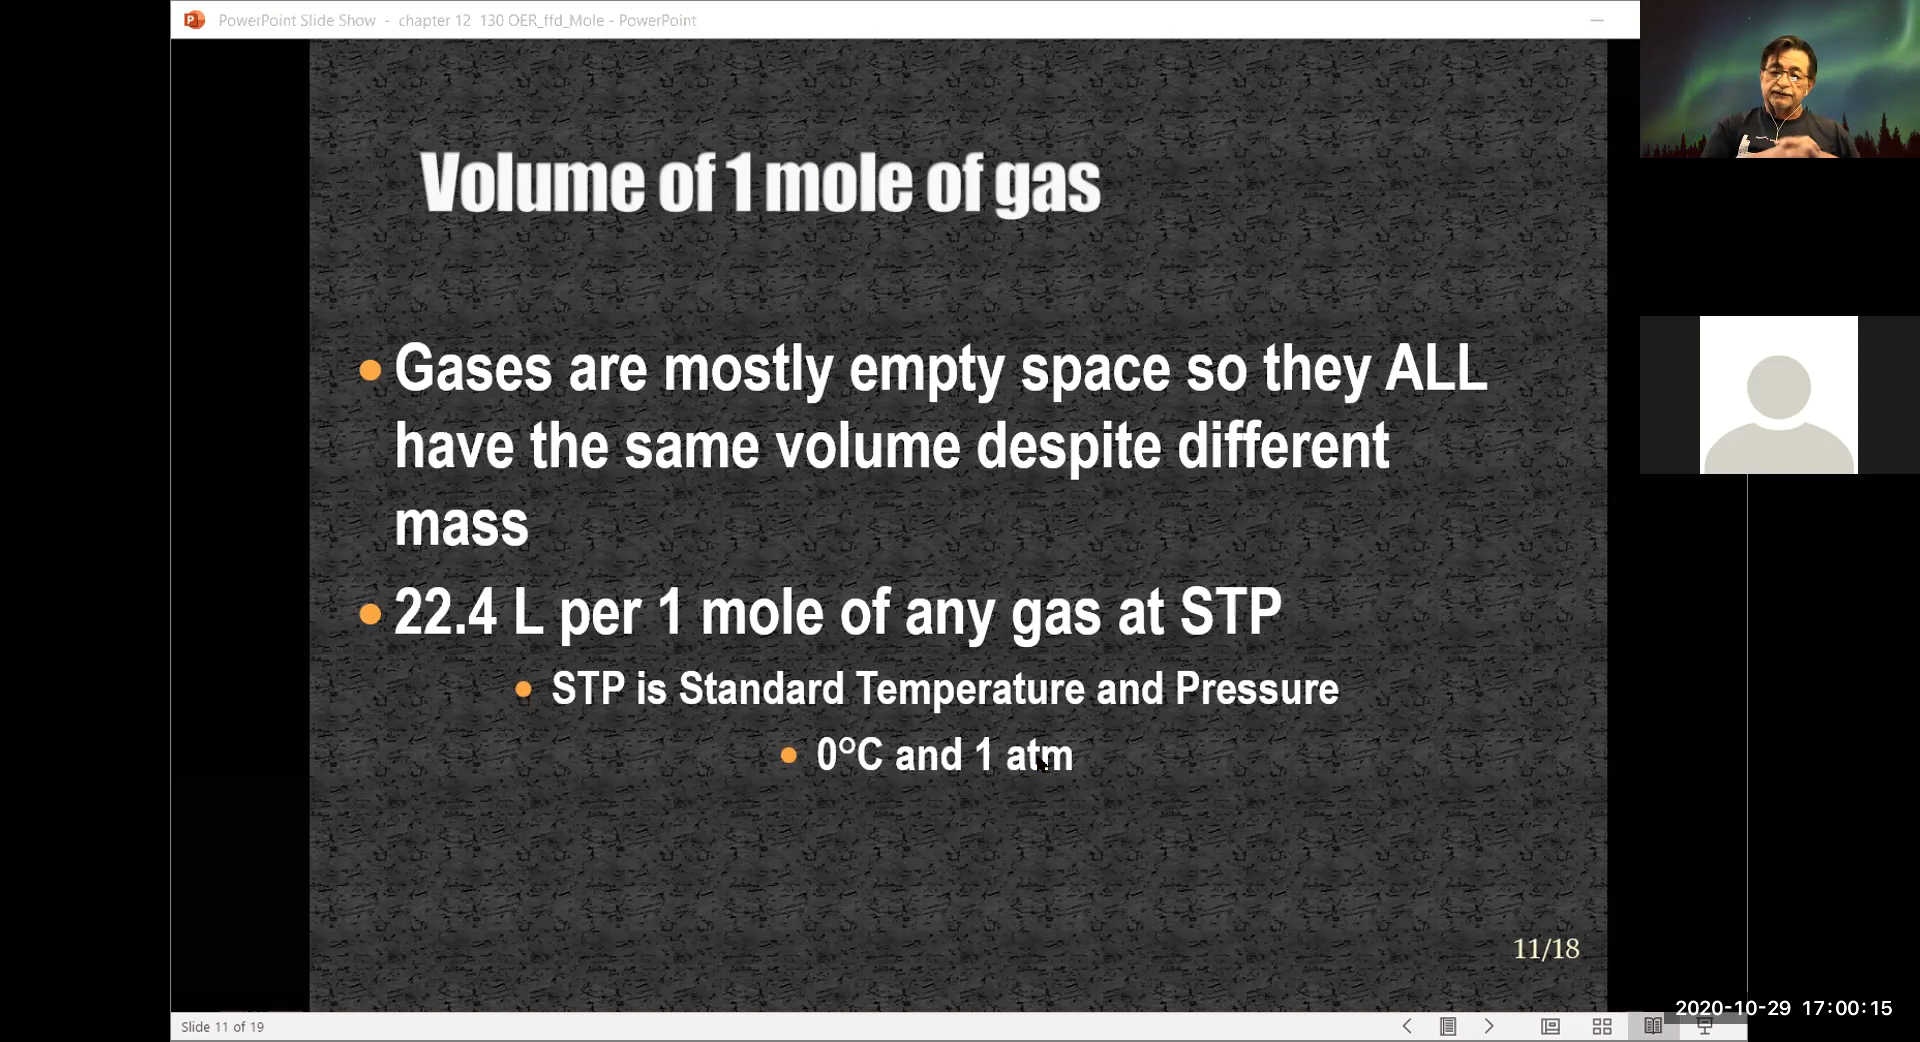 PowerPoint Slide Show - chapter 12 130 OER_ffd_Mole - PowerPoint
Volume of 1 mole of gas
Gases are mostly empty space so they ALL
have the same volume despite different
mass
22.4 L per 1 mole of any gas at STP
STP is Standard Temperature and Pressure
0°C and 1 atm
11/18
2020-10-29 17:00:15
Slide 11 of 19